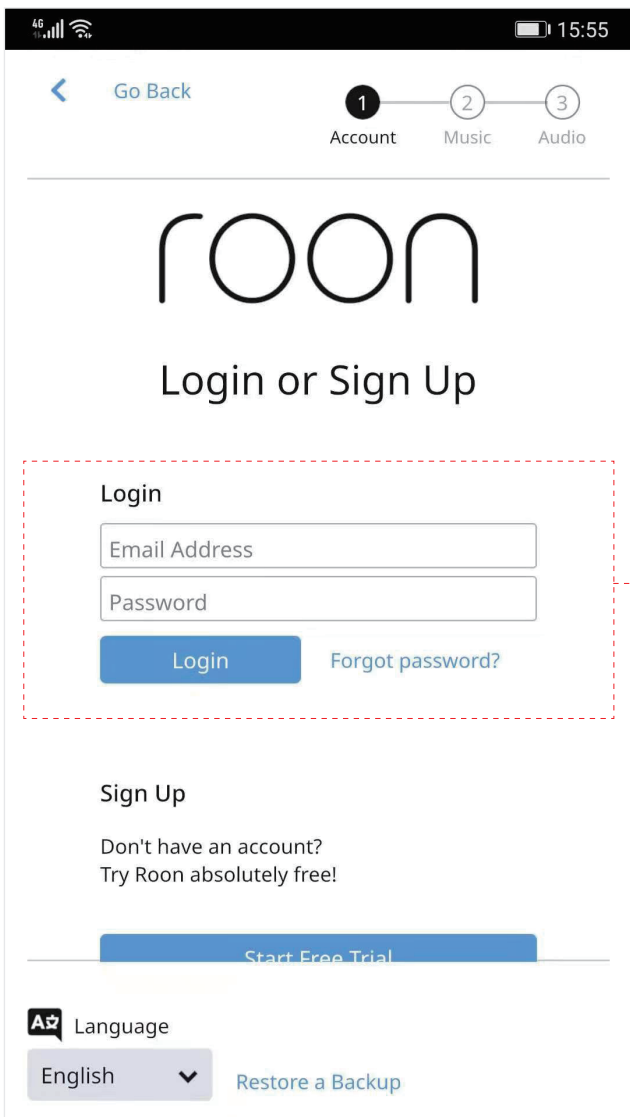 4G 15:55
Go Back
1 2 3
Account Music Audio
roon
Login or Sign Up
Login
Email Address
Password
Login Forgot password?
Sign Up
Don't have an account?
Try Roon absolutely free!
Start Free Trial
Language
English
Restore a Backup